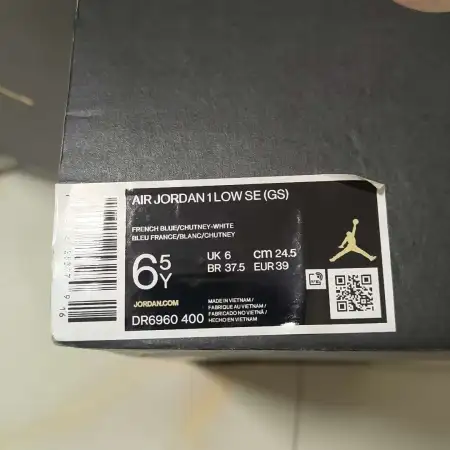 AIR JORDAN 1 LOW SE (GS)
FRENCH BLUE/CHUTNEY-WHITE
BLEU FRANCE/BLANC/CHUTNEY
6.5Y
UK 6 cm 24.5
BR 37.5 EUR 39
JORDAN.COM
DR6960 400
MADE IN VIETNAM/
FABRIQUE AU VIETNAM/
FABRICADO NO VIETNÃ/
HECHO EN VIETNAM